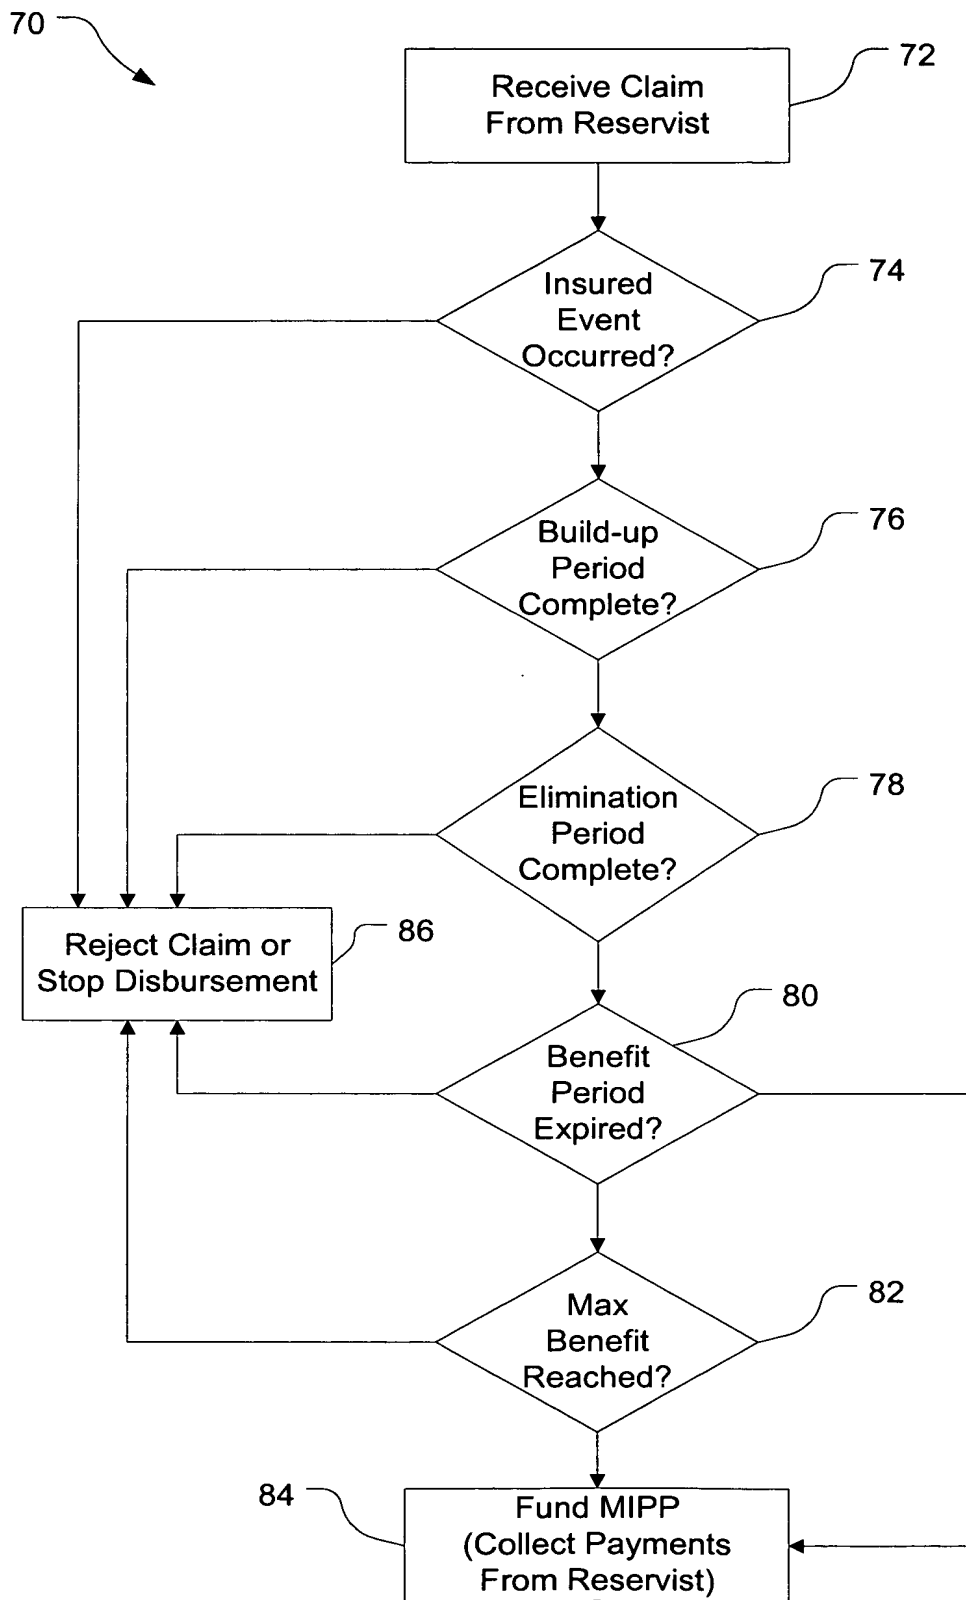 70
72
Receive Claim
From Reservist
74
Insured
Event
Occurred?
76
Build-up
Period
Complete?
78
Elimination
Period
Complete?
86
Reject Claim or
Stop Disbursement
80
Benefit
Period
Expired?
82
Max
Benefit
Reached?
84
Fund MIPP
(Collect Payments
From Reservist)